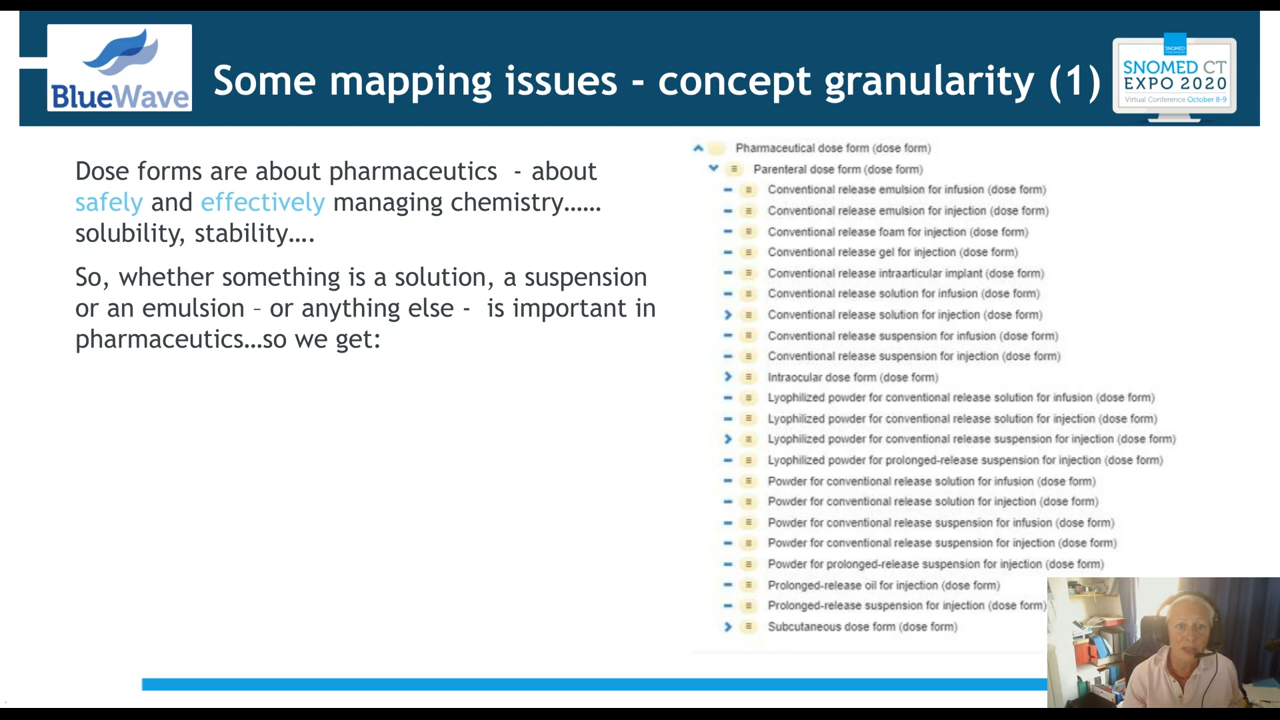 BlueWave
Some mapping issues - concept granularity (1)
SNOMED CT
EXPO 2020
Virtual Conference October 8-9
Dose forms are about pharmaceutics - about
safely and effectively managing chemistry......
solubility, stability....
So, whether something is a solution, a suspension
or an emulsion – or anything else - is important in
pharmaceutics...so we get:
Pharmaceutical dose form (dose form)
Parenteral dose form (dose form)
Conventional release emulsion for infusion (dose form)
Conventional release emulsion for injection (dose form)
Conventional release foam for injection (dose form)
Conventional release gel for injection (dose form)
Conventional release intraarticular implant (dose form)
Conventional release solution for infusion (dose form)
Conventional release solution for injection (dose form)
Conventional release suspension for infusion (dose form)
Conventional release suspension for injection (dose form)
Intraocular dose form (dose form)
Lyophilized powder for conventional release solution for infusion (dose form)
Lyophilized powder for conventional release solution for injection (dose form)
Lyophilized powder for conventional release suspension for injection (dose form)
Lyophilized powder for prolonged-release suspension for injection (dose form)
Powder for conventional release solution for infusion (dose form)
Powder for conventional release solution for injection (dose form)
Powder for conventional release suspension for infusion (dose form)
Powder for conventional release suspension for injection (dose form)
Powder for prolonged-release suspension for injection (dose form)
Prolonged-release oil for injection (dose form)
Prolonged-release suspension for injection (dose form)
Subcutaneous dose form (dose form)